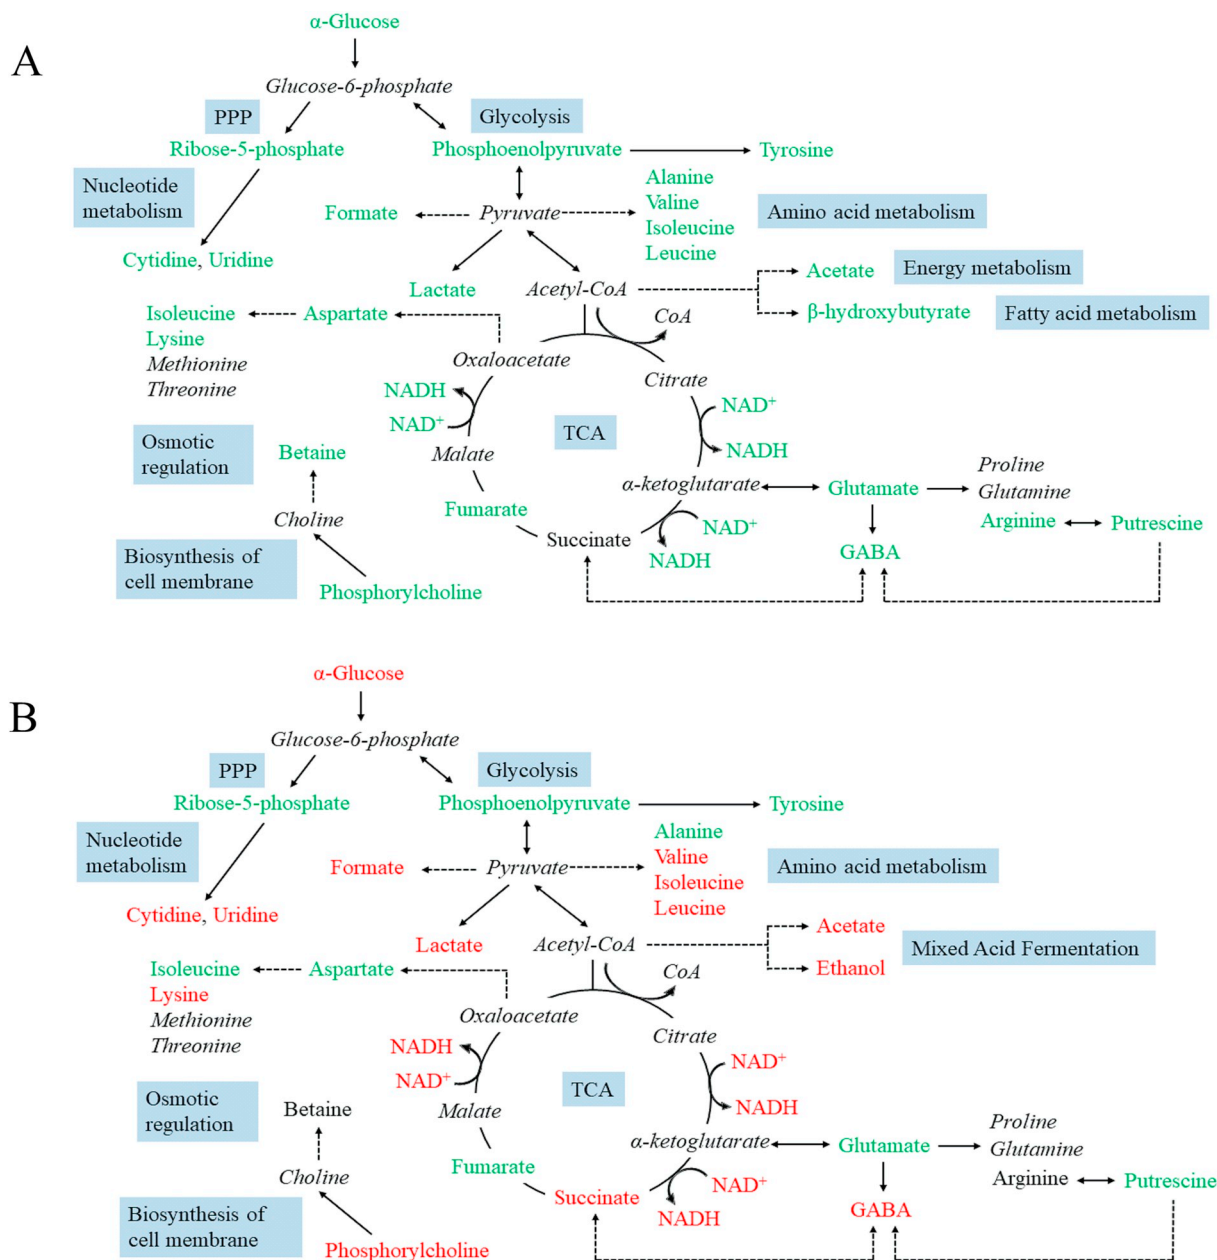 A
α-Glucose
Glucose-6-phosphate
PPP
Glycolysis
Ribose-5-phosphate
Phosphoenolpyruvate
Tyrosine
Nucleotide
metabolism
Formate
Pyruvate
Alanine
Valine
Isoleucine
Leucine
Amino acid metabolism
Cytidine, Uridine
Lactate
Acetyl-CoA
Acetate
Energy metabolism
β-hydroxybutyrate
Fatty acid metabolism
Isoleucine
Lysine
Methionine
Threonine
Aspartate
CoA
Oxaloacetate
Citrate
NADH
NAD⁺
NAD⁺
NADH
TCA
Malate
Osmotic
regulation
Betaine
Choline
Biosynthesis of
cell membrane
Phosphorylcholine
α-ketoglutarate
Glutamate
Proline
Glutamine
Arginine
Putrescine
Fumarate
Succinate
NAD⁺
NADH
GABA
B
α-Glucose
Glucose-6-phosphate
PPP
Glycolysis
Ribose-5-phosphate
Phosphoenolpyruvate
Tyrosine
Nucleotide
metabolism
Formate
Pyruvate
Alanine
Valine
Isoleucine
Leucine
Amino acid metabolism
Cytidine, Uridine
Lactate
Acetyl-CoA
Acetate
Ethanol
Mixed Acid Fermentation
Isoleucine
Lysine
Methionine
Threonine
Aspartate
CoA
Oxaloacetate
Citrate
NADH
NAD⁺
NAD⁺
NADH
TCA
Malate
Osmotic
regulation
Betaine
Choline
Biosynthesis of
cell membrane
Phosphorylcholine
α-ketoglutarate
Glutamate
Proline
Glutamine
Arginine
Putrescine
Fumarate
Succinate
NAD⁺
NADH
GABA